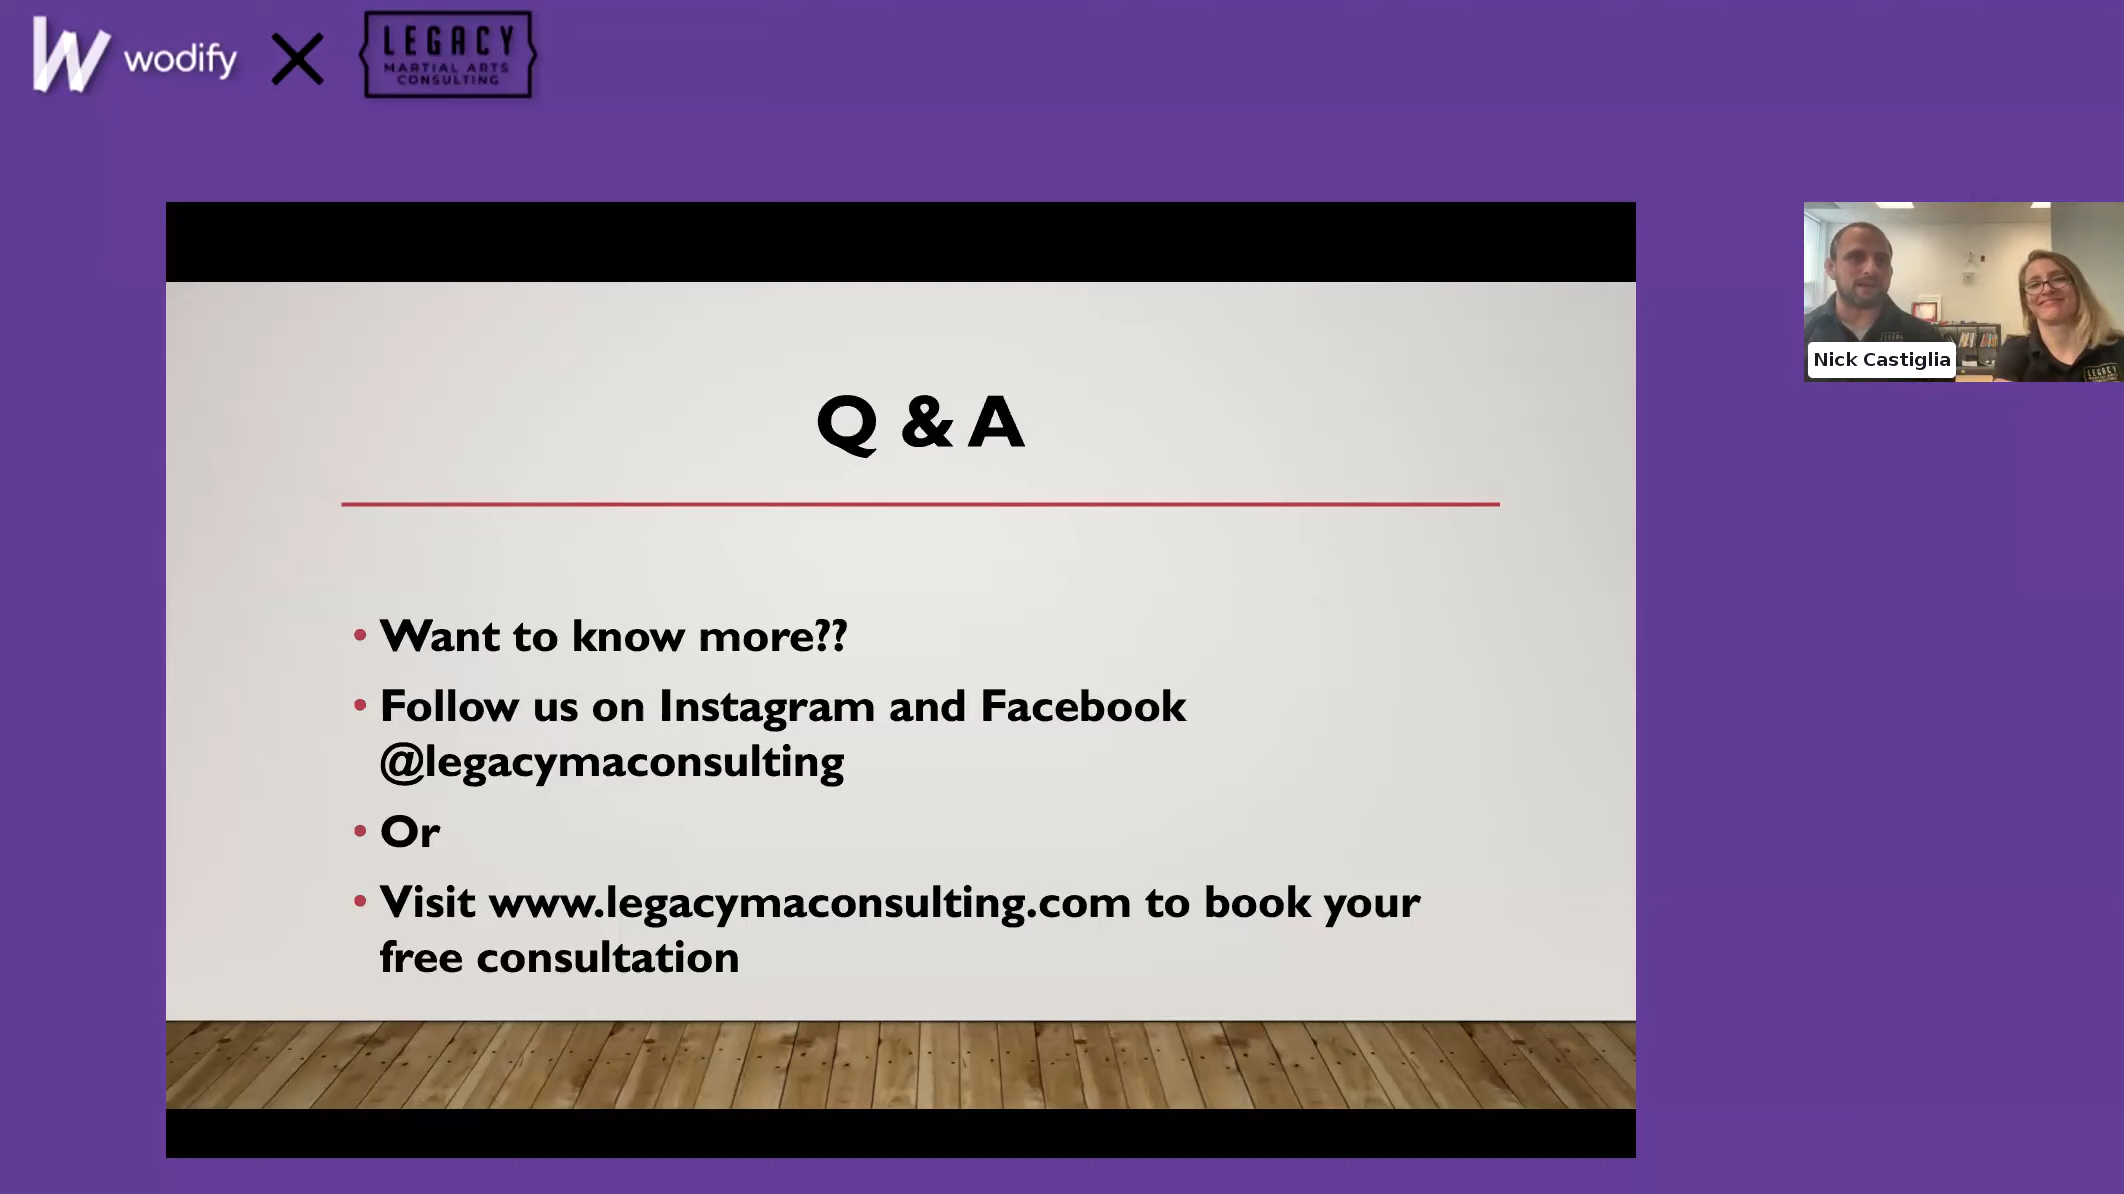 wodify
LEGACY
MARTIAL ARTS
CONSULTING
Q & A
• Want to know more??
• Follow us on Instagram and Facebook
@legacymaconsulting
• Or
• Visit www.legacymaconsulting.com to book your
free consultation
Nick Castiglia
LEGACY